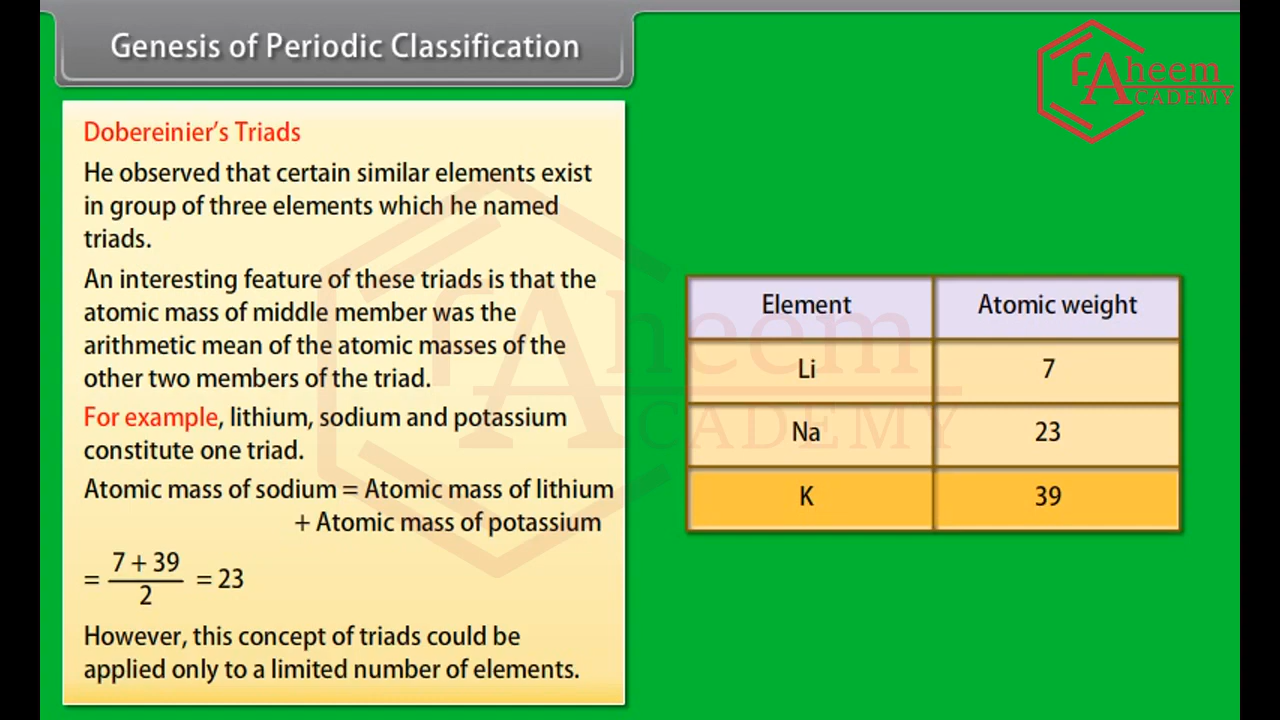 Genesis of Periodic Classification
fAheem
ACADEMY
Dobereinier's Triads
He observed that certain similar elements exist
in group of three elements which he named
triads.
An interesting feature of these triads is that the
atomic mass of middle member was the
arithmetic mean of the atomic masses of the
other two members of the triad.
For example, lithium, sodium and potassium
constitute one triad.
Atomic mass of sodium = Atomic mass of lithium
+ Atomic mass of potassium
= (7 + 39)/2 = 23
However, this concept of triads could be
applied only to a limited number of elements.
Element Atomic weight
Li 7
Na 23
K 39
fAheem
ACADEMY